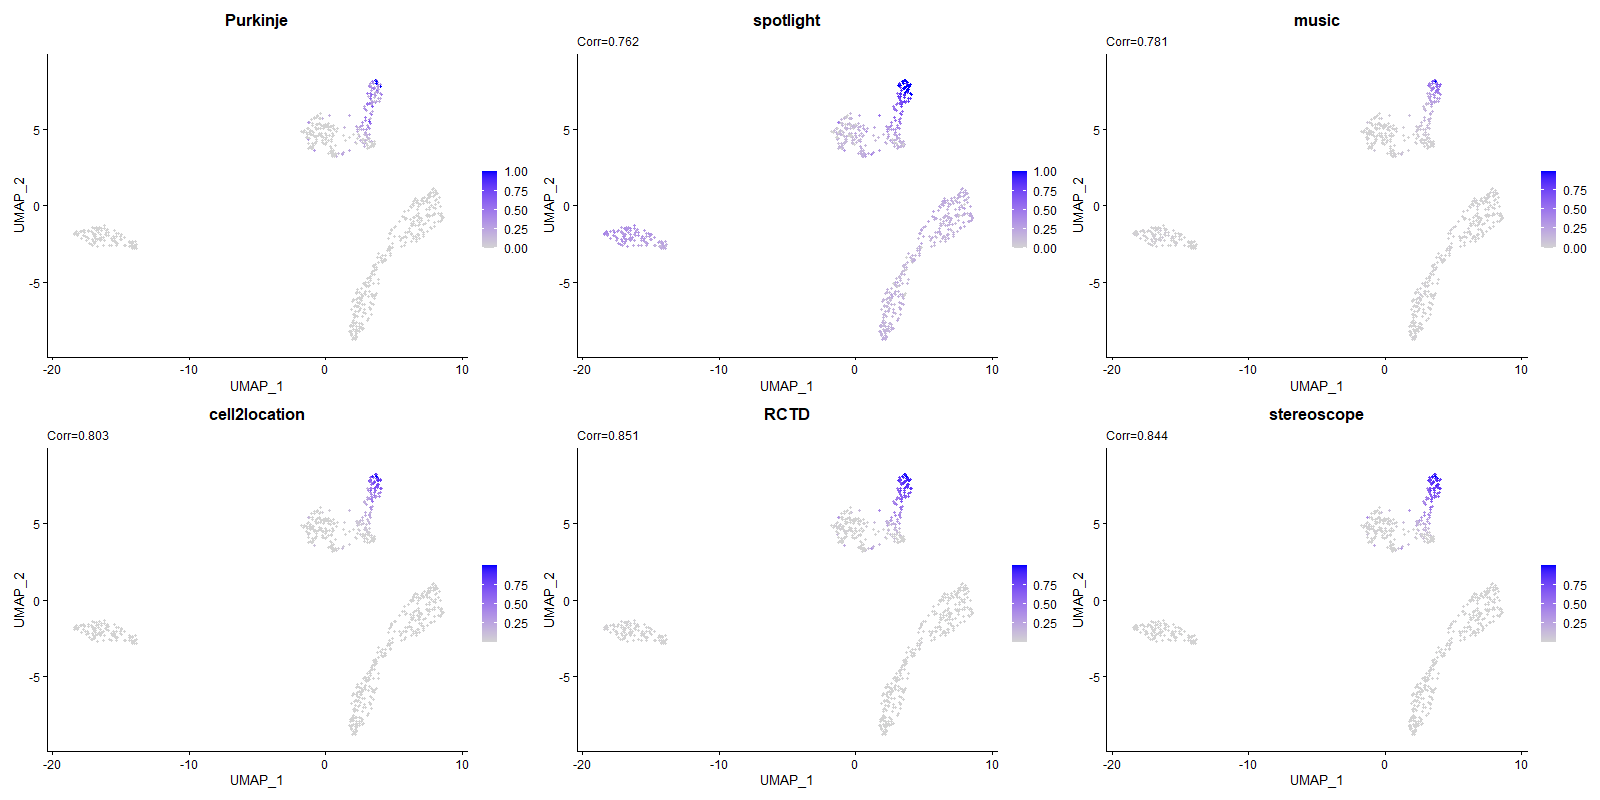 Purkinje
UMAP_2
5
0
-5
-20
-10
0
10
UMAP_1
1.00
0.75
0.50
0.25
0.00
spotlight
Corr=0.762
UMAP_2
5
0
-5
-20
-10
0
10
UMAP_1
1.00
0.75
0.50
0.25
0.00
music
Corr=0.781
UMAP_2
5
0
-5
-20
-10
0
10
UMAP_1
0.75
0.50
0.25
0.00
cell2location
Corr=0.803
UMAP_2
5
0
-5
-20
-10
0
10
UMAP_1
0.75
0.50
0.25
RCTD
Corr=0.851
UMAP_2
5
0
-5
-20
-10
0
10
UMAP_1
0.75
0.50
0.25
stereoscope
Corr=0.844
UMAP_2
5
0
-5
-20
-10
0
10
UMAP_1
0.75
0.50
0.25